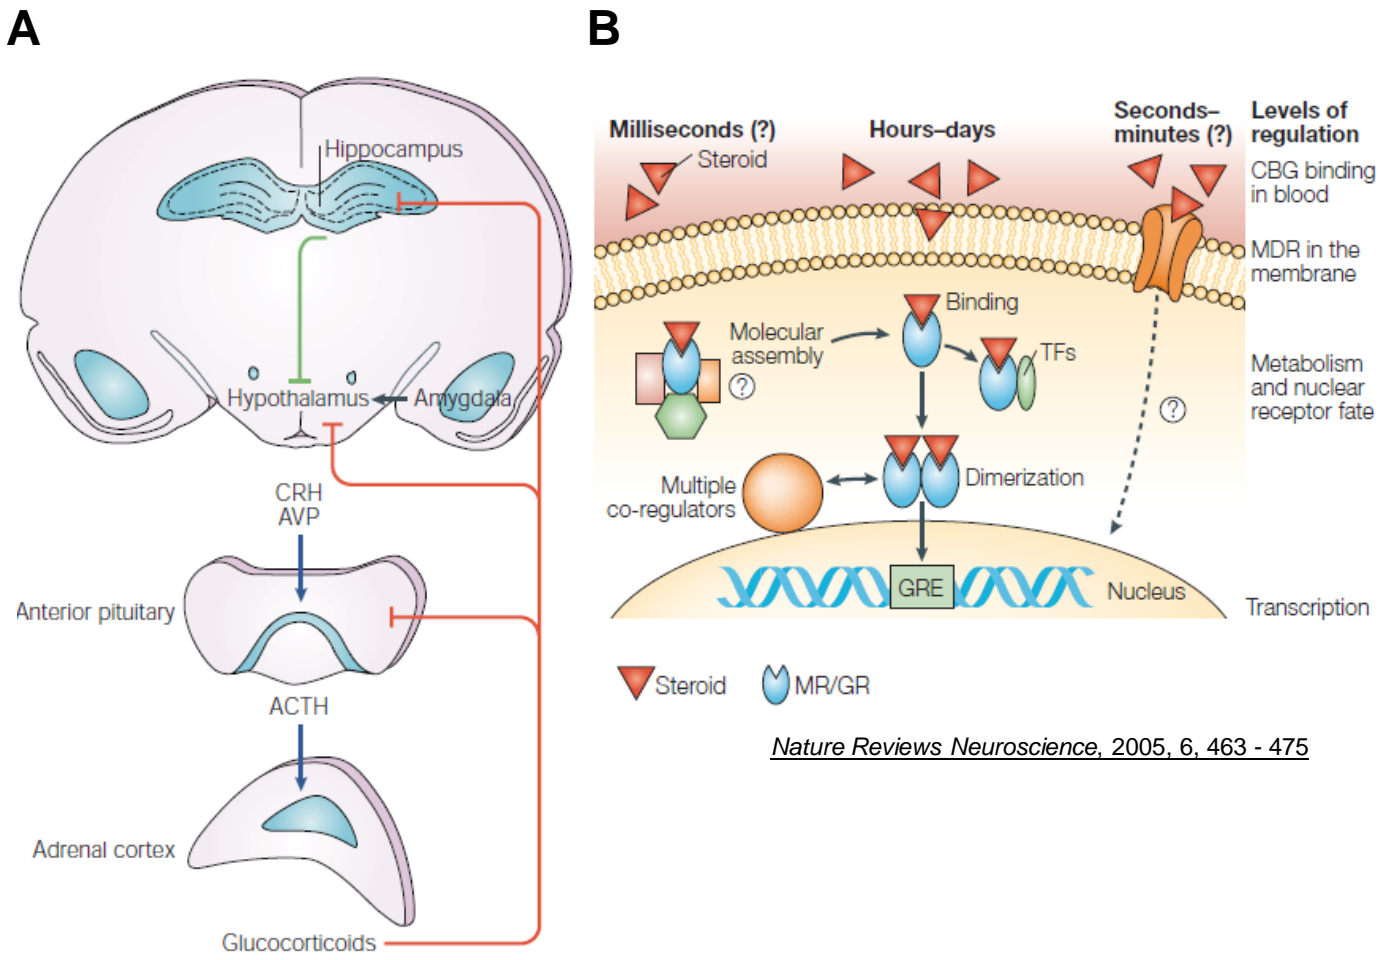 A
Hippocampus
Hypothalamus
Amygdala
CRH
AVP
Anterior pituitary
ACTH
Adrenal cortex
Glucocorticoids
B
Milliseconds (?)
Hours–days
Seconds–
minutes (?)
Levels of
regulation
Steroid
CBG binding
in blood
MDR in the
membrane
Binding
Molecular
assembly
?
TFs
Metabolism
and nuclear
receptor fate
?
Multiple
co-regulators
Dimerization
GRE
Nucleus
Transcription
Steroid
MR/GR
Nature Reviews Neuroscience, 2005, 6, 463 - 475